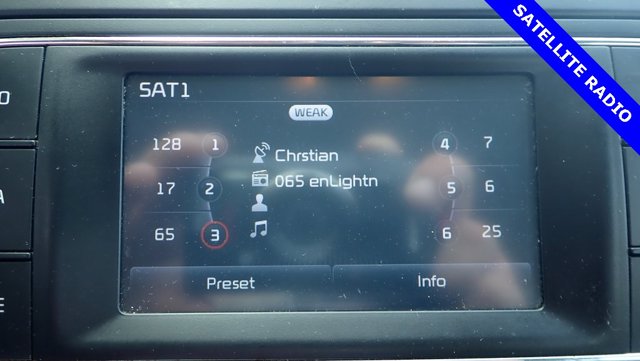 SATELLITE RADIO
SAT1
WEAK
128 1 Chrstian 4 7
17 2 065 enLightn 5 6
65 3 6 25
Preset Info